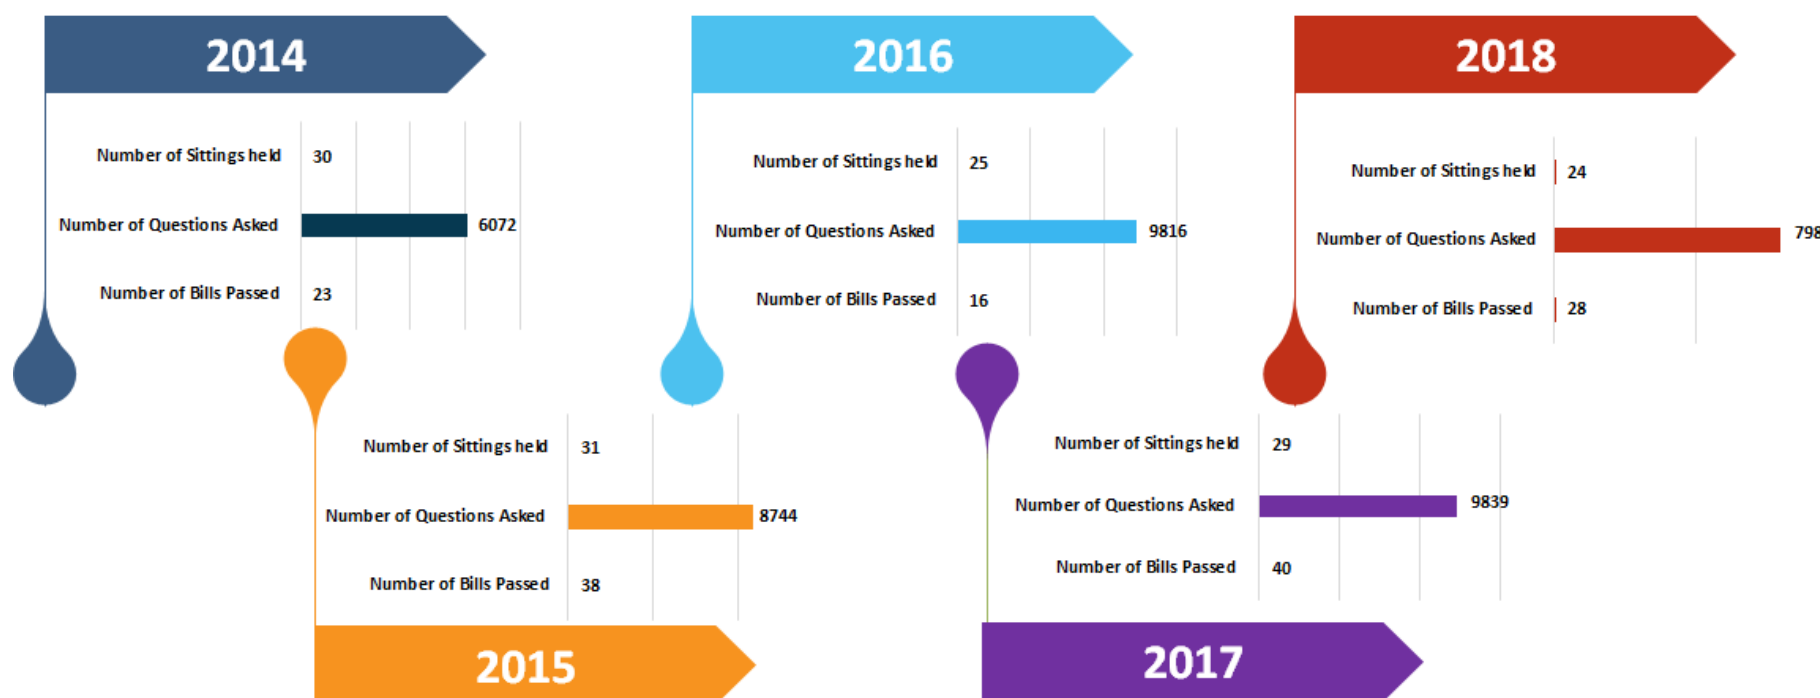 2014
Number of Sittings held 30
Number of Questions Asked 6072
Number of Bills Passed 23
2016
Number of Sittings held 25
Number of Questions Asked 9816
Number of Bills Passed 16
2018
Number of Sittings held 24
Number of Questions Asked
Number of Bills Passed 28
Number of Sittings held 31
Number of Questions Asked 8744
Number of Bills Passed 38
2015
Number of Sittings held 29
Number of Questions Asked 9839
Number of Bills Passed 40
2017